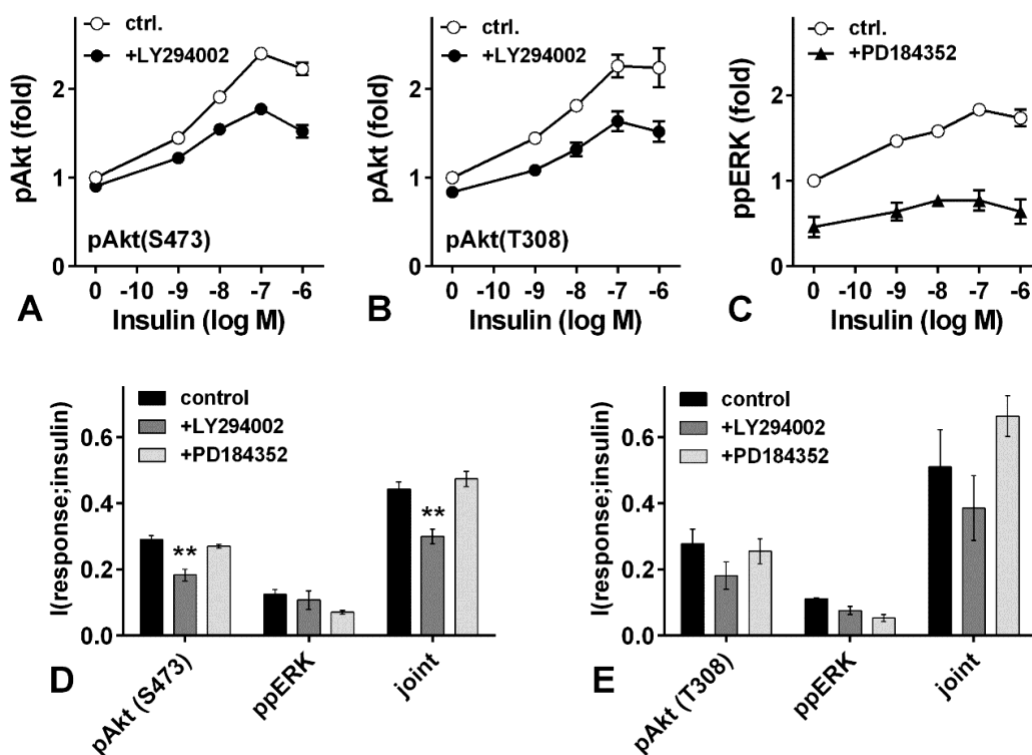 ctrl.
+LY294002
pAkt (fold)
2
1
0
pAkt(S473)
0 -10 -9 -8 -7 -6
Insulin (log M)
A
ctrl.
+LY294002
pAkt (fold)
2
1
0
pAkt(T308)
0 -10 -9 -8 -7 -6
Insulin (log M)
B
ctrl.
+PD184352
ppERK (fold)
2
1
0
0 -10 -9 -8 -7 -6
Insulin (log M)
C
control
+LY294002
+PD184352
I(response;insulin)
0.6
0.4
0.2
0.0
**
**
pAkt (S473)
ppERK
joint
D
control
+LY294002
+PD184352
I(response;insulin)
0.6
0.4
0.2
0.0
pAkt (T308)
ppERK
joint
E